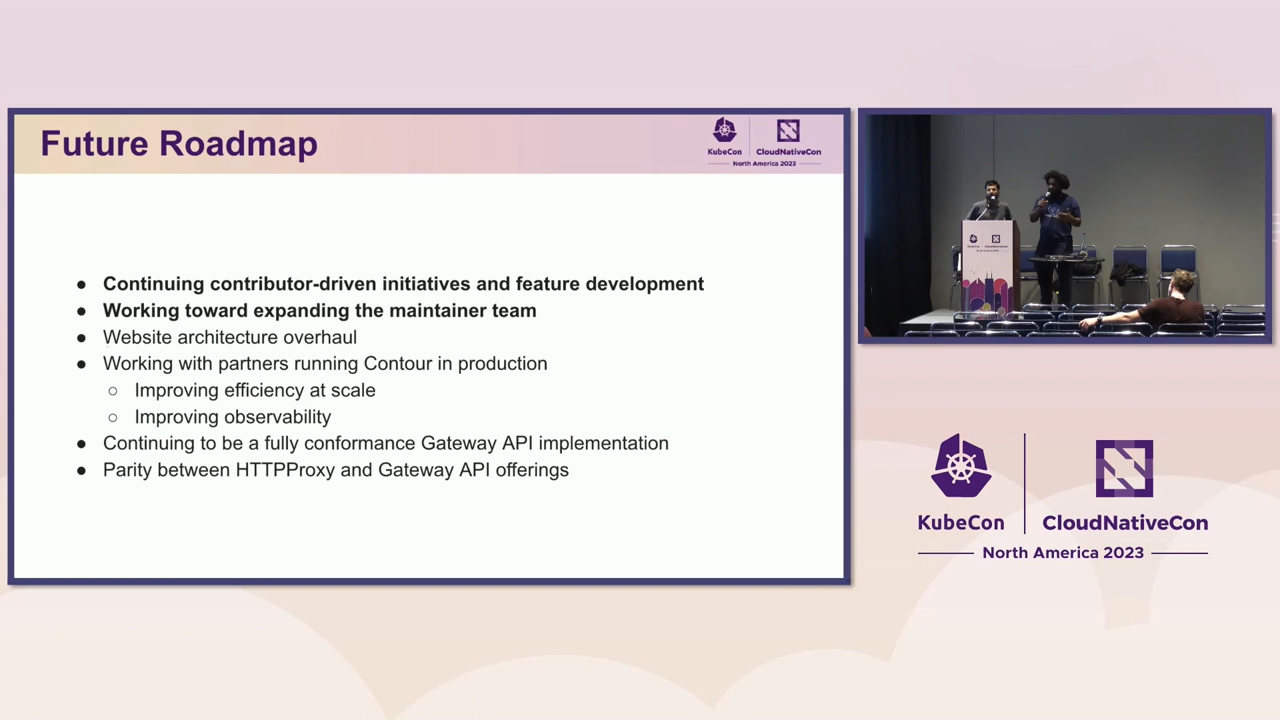 Future Roadmap
KubeCon
CloudNativeCon
North America 2023
● Continuing contributor-driven initiatives and feature development
● Working toward expanding the maintainer team
● Website architecture overhaul
● Working with partners running Contour in production
○ Improving efficiency at scale
○ Improving observability
● Continuing to be a fully conformance Gateway API implementation
● Parity between HTTPProxy and Gateway API offerings
KubeCon
CloudNativeCon
North America 2023